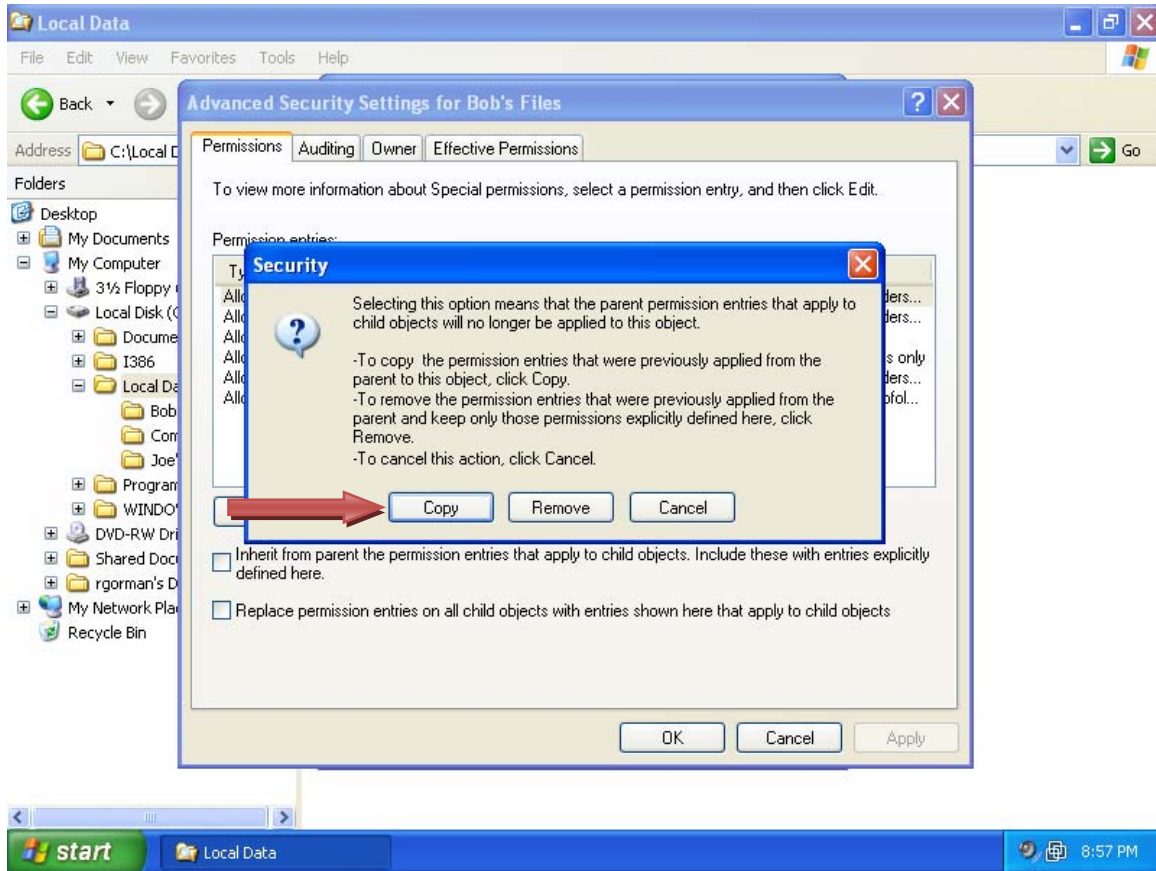 Local Data
File Edit View Favorites Tools Help
Back
Advanced Security Settings for Bob's Files
Address C:\Local
Go
Permissions Auditing Owner Effective Permissions
Folders
To view more information about Special permissions, select a permission entry, and then click Edit.
Desktop
My Documents
My Computer
3½ Floppy
Local Disk
I386
Local
Bob
Joe'
DVD-RW
Shared
rgorman's
My Network
Recycle Bin
Permission entries:
Security
Selecting this option means that the parent permission entries that apply to
child objects will no longer be applied to this object.
-To copy the permission entries that were previously applied from the
parent to this object, click Copy.
-To remove the permission entries that were previously applied from the
parent and keep only those permissions explicitly defined here, click
Remove.
-To cancel this action, click Cancel.
s only
Copy Remove Cancel
Inherit from parent the permission entries that apply to child objects. Include these with entries explicitly
defined here.
Replace permission entries on all child objects with entries shown here that apply to child objects
OK Cancel Apply
start Local Data 8:57 PM